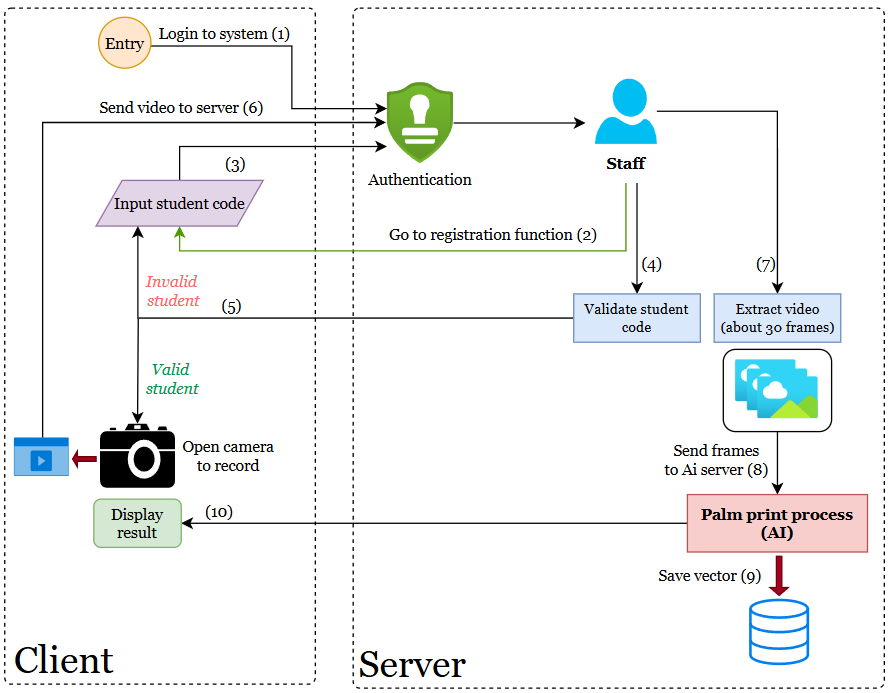 Entry
Login to system (1)
Send video to server (6)
(3)
Input student code
Authentication
Staff
Go to registration function (2)
(4)
(7)
Invalid
student
(5)
Validate student
code
Extract video
(about 30 frames)
Valid
student
Open camera
to record
Send frames
to Ai server (8)
Display
result
(10)
Palm print process
(AI)
Save vector (9)
Client
Server